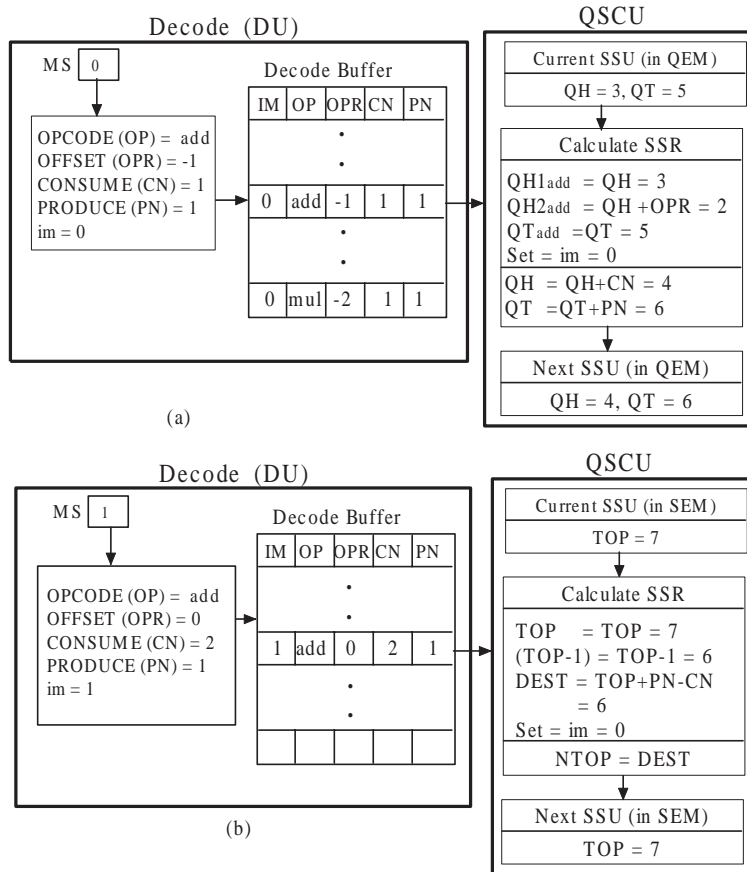 Decode (DU)
MS 0
OPCODE (OP) = add
OFFSET (OPR) = -1
CONSUME (CN) = 1
PRODUCE (PN) = 1
im = 0
Decode Buffer
IM OP OPR CN PN
0 add -1 1 1
0 mul -2 1 1
QSCU
Current SSU (in QEM)
QH = 3, QT = 5
Calculate SSR
QH1add = QH = 3
QH2add = QH + OPR = 2
QTadd =QT = 5
Set = im = 0
QH = QH+CN = 4
QT =QT+PN = 6
Next SSU (in QEM)
QH = 4, QT = 6
(a)
Decode (DU)
MS 1
OPCODE (OP) = add
OFFSET (OPR) = 0
CONSUME (CN) = 2
PRODUCE (PN) = 1
im = 1
Decode Buffer
IM OP OPR CN PN
1 add 0 2 1
QSCU
Current SSU (in SEM)
TOP = 7
Calculate SSR
TOP = TOP = 7
(TOP-1) = TOP-1 = 6
DEST = TOP+PN-CN
= 6
Set = im = 0
NTOP = DEST
Next SSU (in SEM)
TOP = 7
(b)